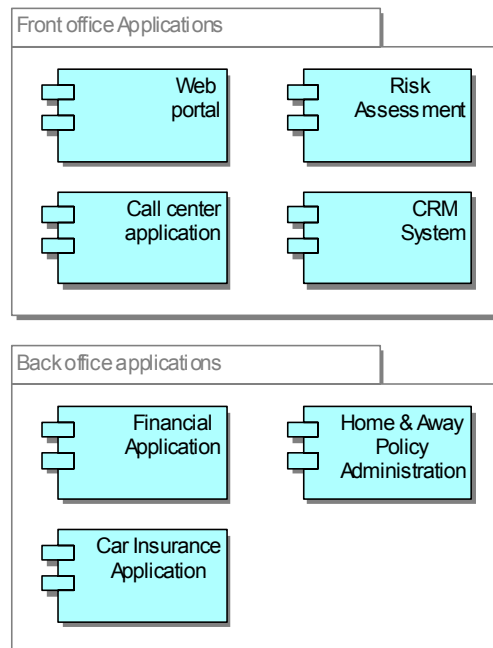 Front office Applications
Web
portal
Risk
Assessment
Call center
application
CRM
System
Back office applications
Financial
Application
Home & Away
Policy
Administration
Car Insurance
Application